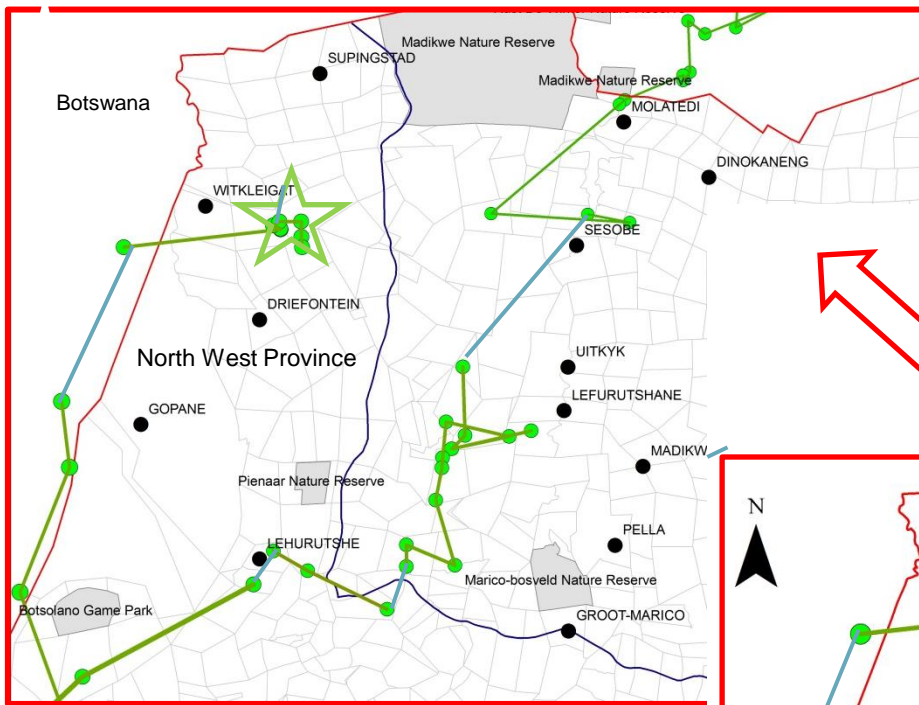 Madikwe Nature Reserve
SUPINGSTAD
Madikwe Nature Reserve
Botswana
MOLATEDI
DINOKANENG
WITKLEIGAT
SESOBE
DRIEFONTEIN
North West Province
UITKYK
LEFURUTSHANE
GOPANE
MADIKW
Pienaar Nature Reserve
N
PELLA
LEHURUTSHE
Marico-bosveld Nature Reserve
Botsolano Game Park
GROOT-MARICO